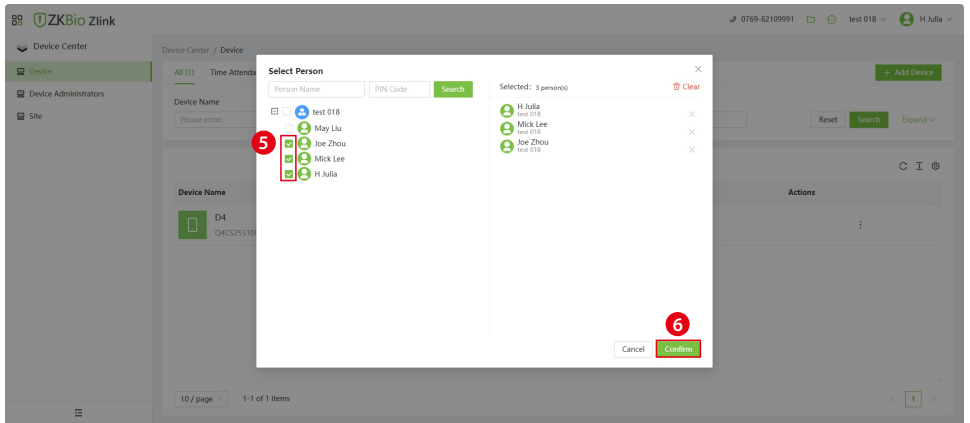 ZKBio Zlink
0769-82109991
test 018
H Julia
Device Center
Device Center / Device
Device
Device Administrators
Site
All (1) Time Attenda
+ Add Device
Device Name
Please enter
Reset
Search
Expand
Device Name
Actions
D4
10 / page
1-1 of 1 items
1
Select Person
Person Name
PIN Code
Search
test 018
May Liu
Joe Zhou
Mick Lee
H Julia
5
Selected: 3 person(s)
Clear
H Julia
test 018
Mick Lee
test 018
Joe Zhou
test 018
6
Cancel
Confirm